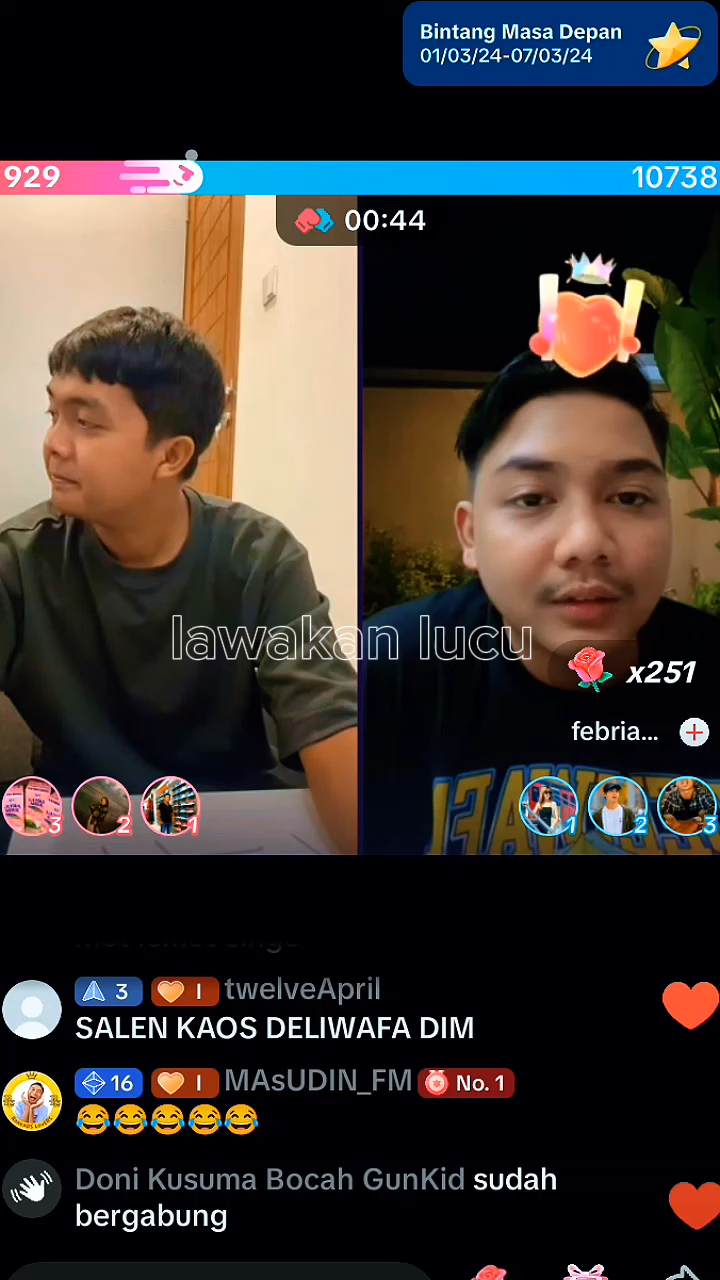 Bintang Masa Depan
01/03/24-07/03/24
929
10738
00:44
lawakan lucu
x251
febria...
3
2
1
1
2
3
3 I twelveApril
SALEN KAOS DELIWAFA DIM
16 I MAsUDIN_FM No. 1
😂😂😂😂😂
Doni Kusuma Bocah GunKid sudah
bergabung